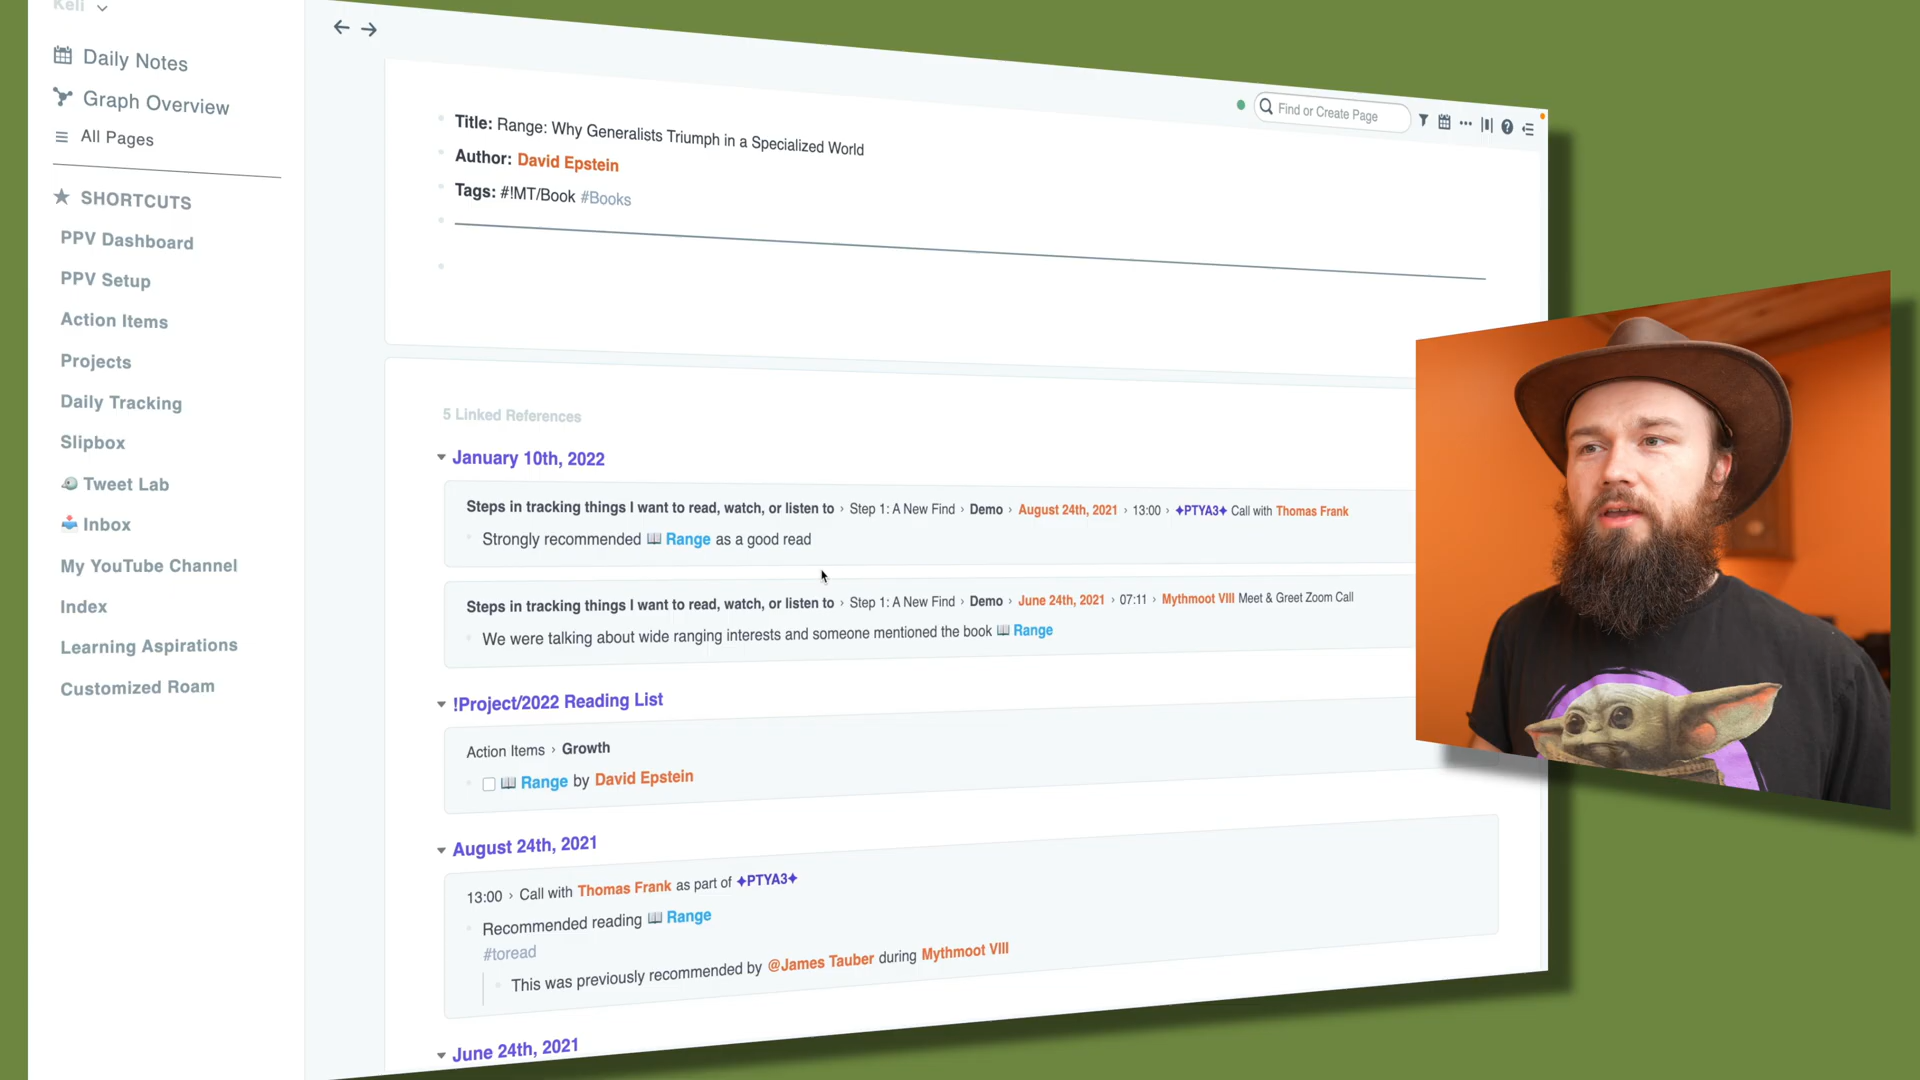 Keli
Daily Notes
Graph Overview
All Pages
SHORTCUTS
PPV Dashboard
PPV Setup
Action Items
Projects
Daily Tracking
Slipbox
Tweet Lab
Inbox
My YouTube Channel
Index
Learning Aspirations
Customized Roam
Find or Create Page
Title: Range: Why Generalists Triumph in a Specialized World
Author: David Epstein
Tags: #!MT/Book #Books
5 Linked References
January 10th, 2022
Steps in tracking things I want to read, watch, or listen to › Step 1: A New Find › Demo › August 24th, 2021 › 13:00 › ✦PTYA3✦ Call with Thomas Frank
Strongly recommended 📖 Range as a good read
Steps in tracking things I want to read, watch, or listen to › Step 1: A New Find › Demo › June 24th, 2021 › 07:11 › Mythmoot VIII Meet & Greet Zoom Call
We were talking about wide ranging interests and someone mentioned the book 📖 Range
!Project/2022 Reading List
Action Items › Growth
📖 Range by David Epstein
August 24th, 2021
13:00 › Call with Thomas Frank as part of ✦PTYA3✦
Recommended reading 📖 Range
#toread
This was previously recommended by @James Tauber during Mythmoot VIII
June 24th, 2021